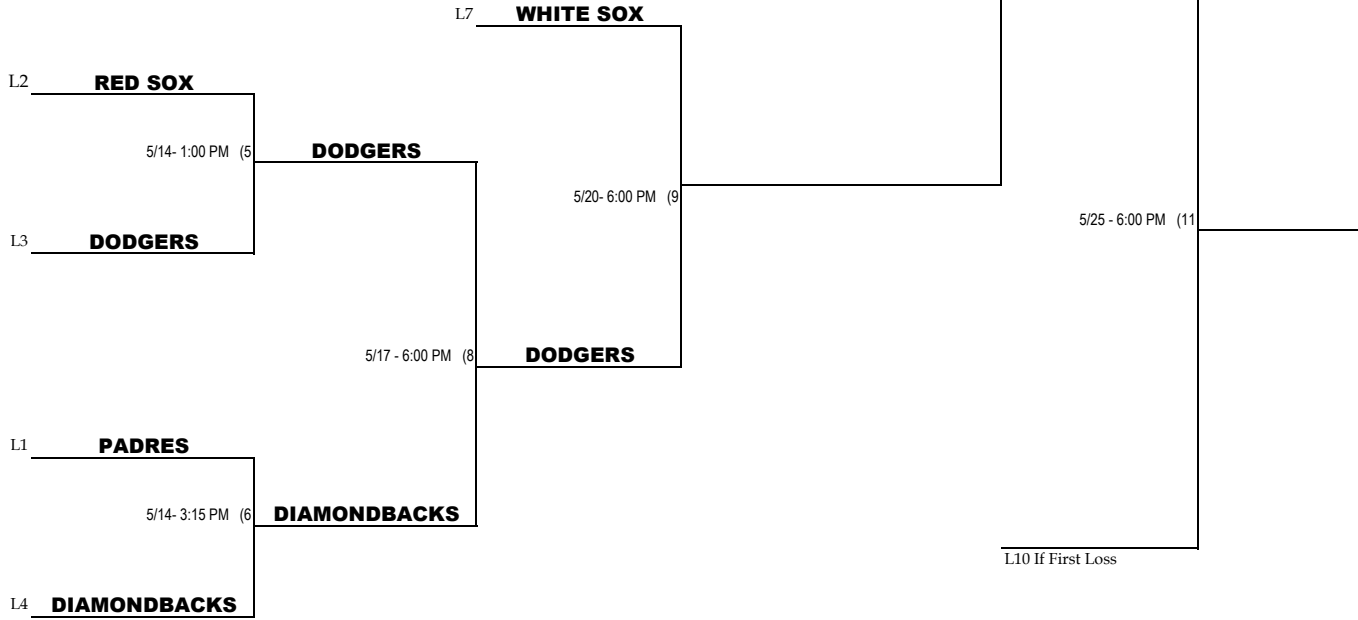 L7 WHITE SOX
L2 RED SOX
5/14- 1:00 PM (5
DODGERS
5/20- 6:00 PM (9
5/25 - 6:00 PM (11
L3 DODGERS
5/17 - 6:00 PM (8
DODGERS
L1 PADRES
5/14- 3:15 PM (6
DIAMONDBACKS
L10 If First Loss
L4 DIAMONDBACKS